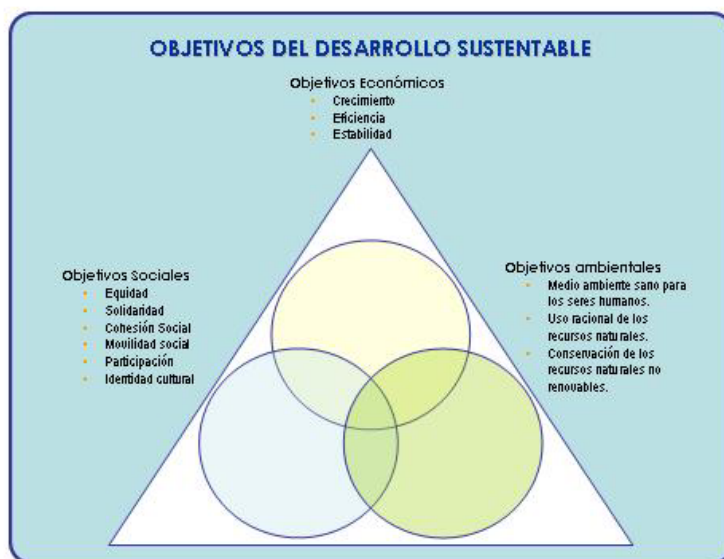 OBJETIVOS DEL DESARROLLO SUSTENTABLE
Objetivos Económicos
• Crecimiento
• Eficiencia
• Estabilidad
Objetivos Sociales
• Equidad
• Solidaridad
• Cohesión Social
• Movilidad social
• Participación
• Identidad cultural
Objetivos ambientales
• Medio ambiente sano para
los seres humanos.
• Uso racional de los
recursos naturales.
• Conservación de los
recursos naturales no
renovables.